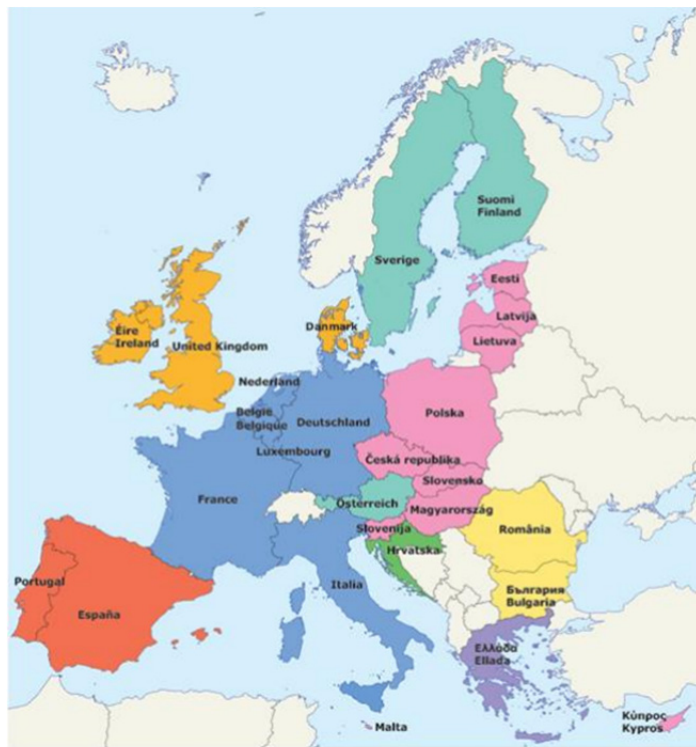 Suomi
Finland
Sverige
Eesti
Latvija
Lietuva
Danmark
Éire
Ireland
United Kingdom
Nederland
België
Belgique
Deutschland
Polska
Luxembourg
Česká republika
Slovensko
France
Österreich
Magyarország
Slovenija
România
Hrvatska
Portugal
España
Italia
България
Bulgaria
Ελλάδα
Ellada
Κύπρος
Kypros
Malta